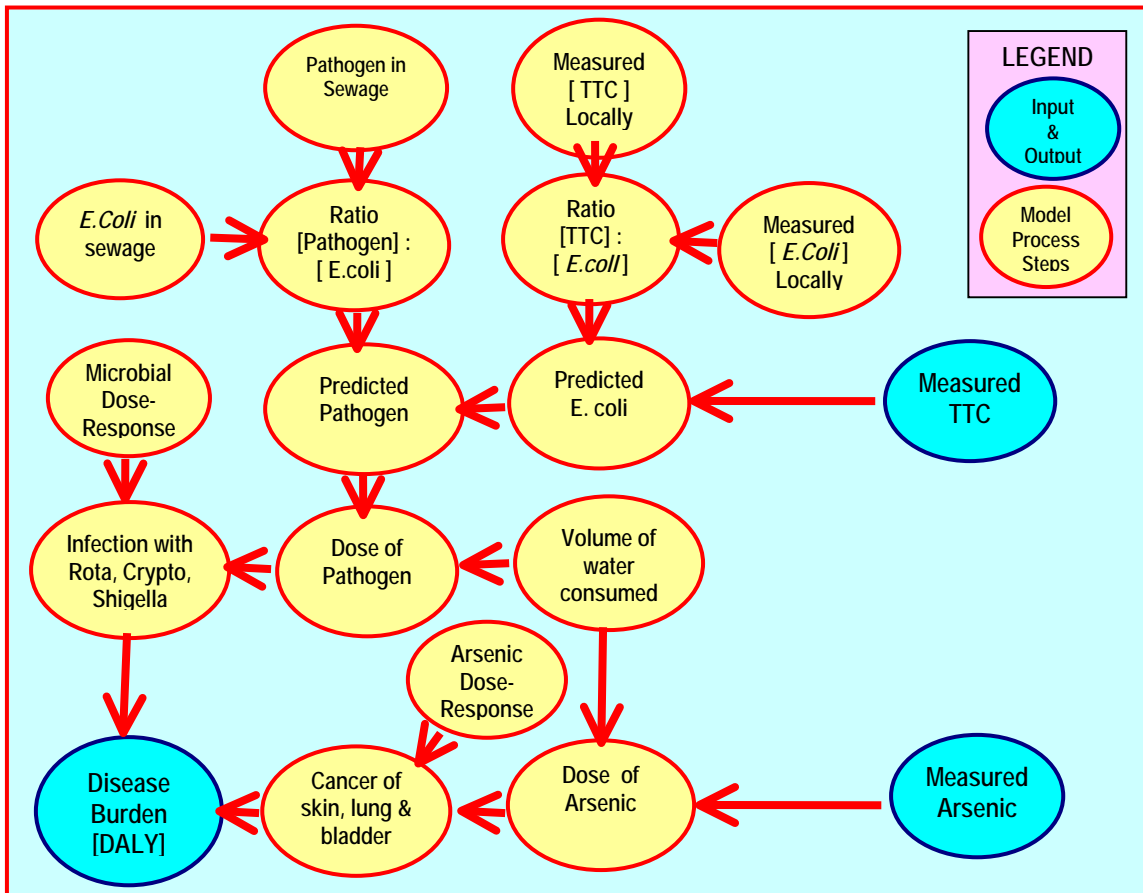 Pathogen in
Sewage
Measured
[ TTC ]
Locally
LEGEND
Input
&
Output
Model
Process
Steps
E.Coli in
sewage
Ratio
[Pathogen] :
[ E.coli ]
Ratio
[TTC] :
[ E.colI ]
Measured
[ E.Coli ]
Locally
Microbial
Dose-
Response
Predicted
Pathogen
Predicted
E. coli
Measured
TTC
Infection with
Rota, Crypto,
Shigella
Dose of
Pathogen
Volume of
water
consumed
Arsenic
Dose-
Response
Disease
Burden
[DALY]
Cancer of
skin, lung &
bladder
Dose of
Arsenic
Measured
Arsenic